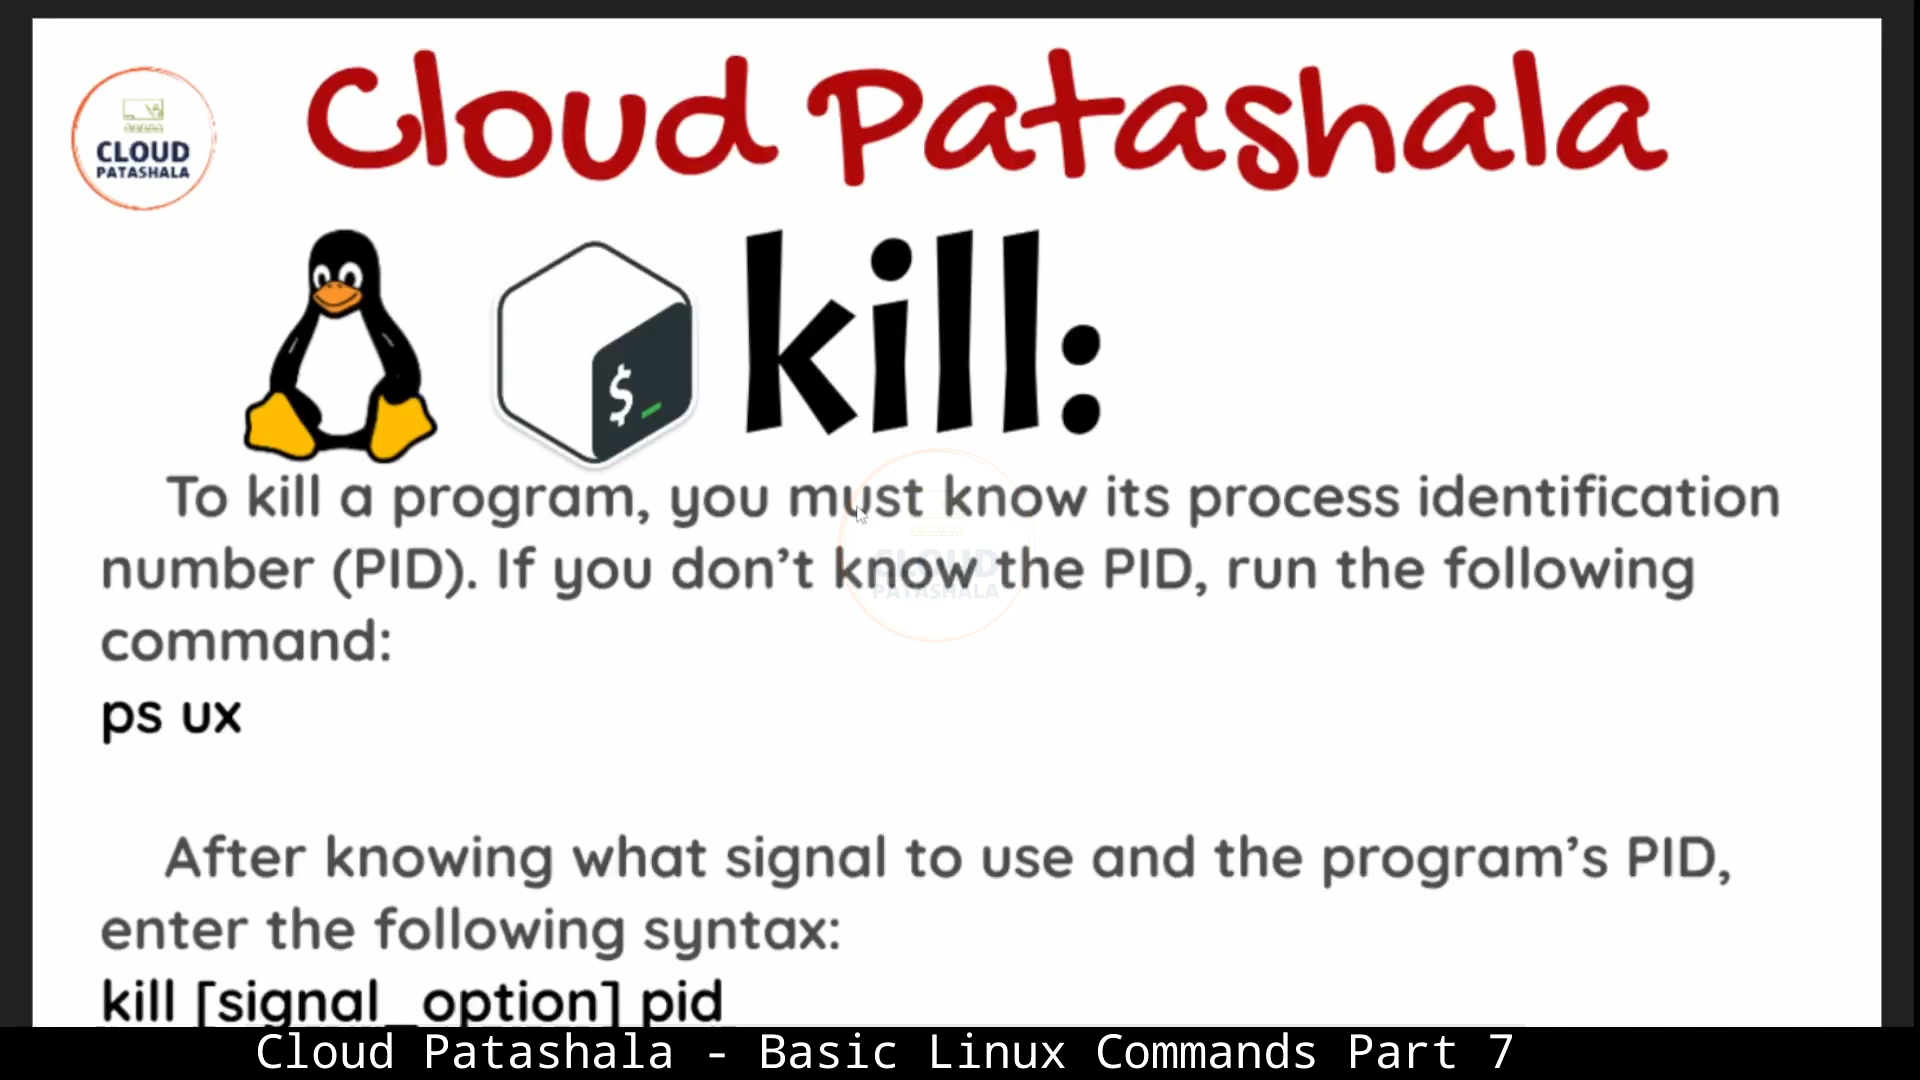 CLOUD
PATASHALA
Cloud Patashala
$_
kill:
To kill a program, you must know its process identification
number (PID). If you don’t know the PID, run the following
command:
ps ux
CLOUD
PATASHALA
After knowing what signal to use and the program’s PID,
enter the following syntax:
kill [signal_option] pid
Cloud Patashala - Basic Linux Commands Part 7